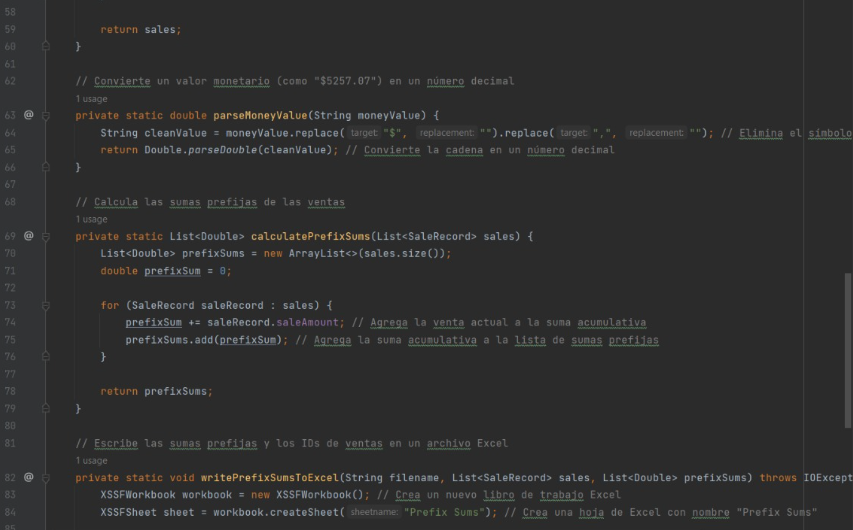 58
59 return sales;
60 }
61
62 // Convierte un valor monetario (como "$5257.07") en un número decimal
1 usage
63 @ private static double parseMoneyValue(String moneyValue) {
64 String cleanValue = moneyValue.replace( target: "$", replacement: "").replace( target: ",", replacement: ""); // Elimina el símbolo
65 return Double.parseDouble(cleanValue); // Convierte la cadena en un número decimal
66 }
67
68 // Calcula las sumas prefijas de las ventas
1 usage
69 @ private static List<Double> calculatePrefixSums(List<SaleRecord> sales) {
70 List<Double> prefixSums = new ArrayList<>(sales.size());
71 double prefixSum = 0;
72
73 for (SaleRecord saleRecord : sales) {
74 prefixSum += saleRecord.saleAmount; // Agrega la venta actual a la suma acumulativa
75 prefixSums.add(prefixSum); // Agrega la suma acumulativa a la lista de sumas prefijas
76 }
77
78 return prefixSums;
79 }
80
81 // Escribe las sumas prefijas y los IDs de ventas en un archivo Excel
1 usage
82 @ private static void writePrefixSumsToExcel(String filename, List<SaleRecord> sales, List<Double> prefixSums) throws IOExcept
83 XSSFWorkbook workbook = new XSSFWorkbook(); // Crea un nuevo libro de trabajo Excel
84 XSSFSheet sheet = workbook.createSheet( sheetname: "Prefix Sums"); // Crea una hoja de Excel con nombre "Prefix Sums"
85